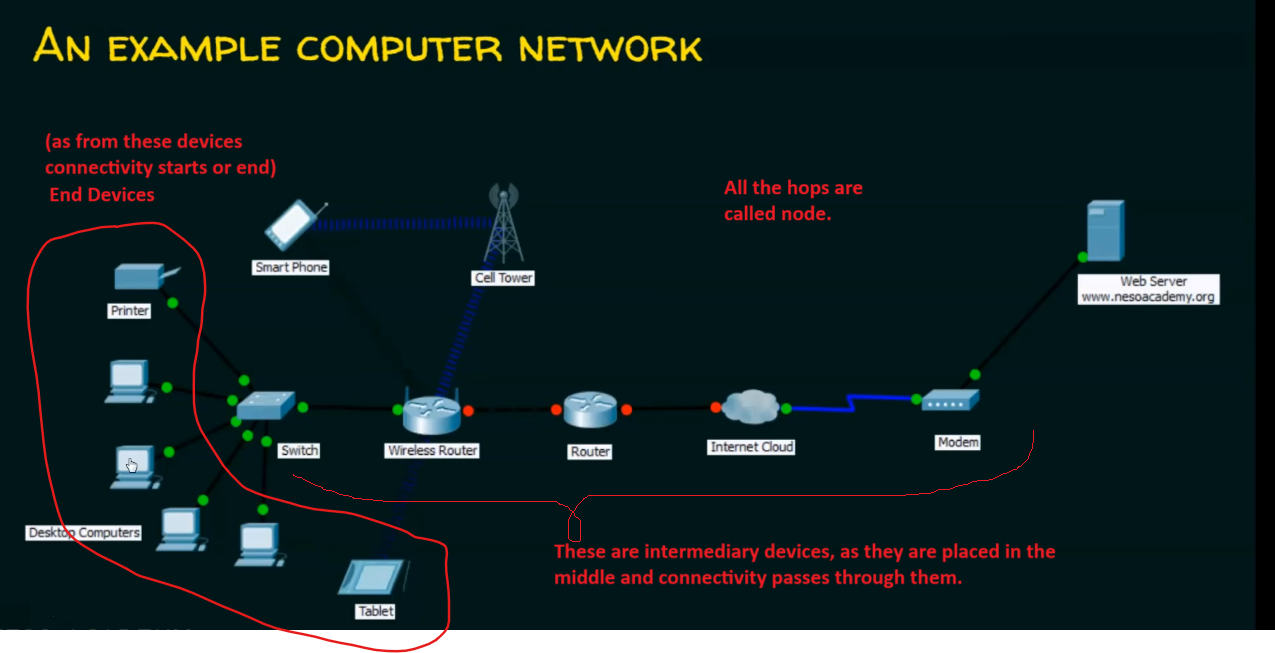 AN EXAMPLE COMPUTER NETWORK
(as from these devices
connectivity starts or end)
End Devices
All the hops are
called node.
Smart Phone
Cell Tower
Web Server
www.nesoacademy.org
Printer
Switch
Wireless Router
Router
Internet Cloud
Modem
Desktop Computers
These are intermediary devices, as they are placed in the
middle and connectivity passes through them.
Tablet